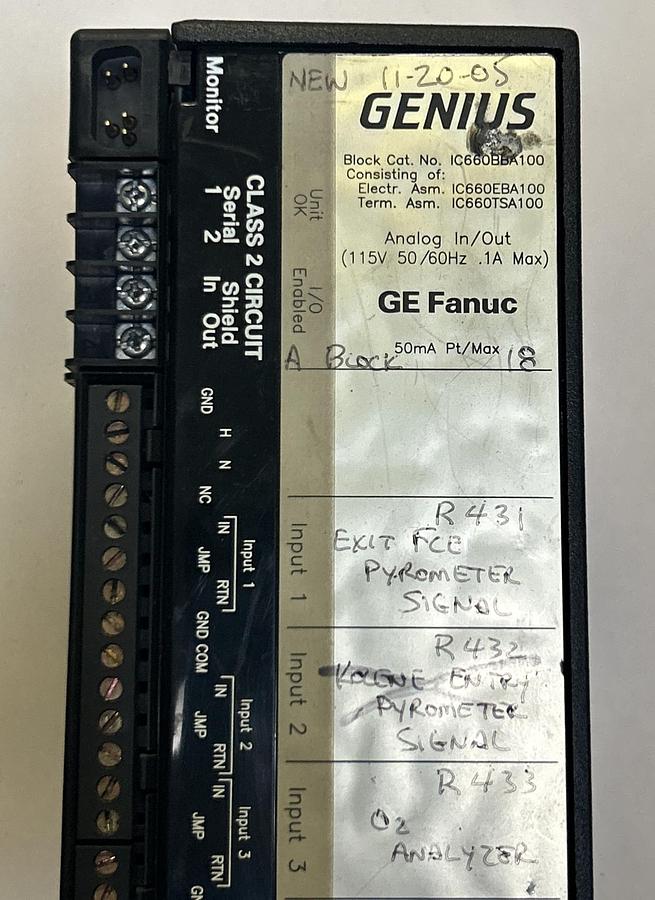 NEW 11-20-05
GENIUS
Block Cat. No. IC660BBA100
Consisting of:
Electr. Asm. IC660EBA100
Term. Asm. IC660TSA100
Analog In/Out
(115V 50/60Hz .1A Max)
GE Fanuc
50mA Pt/Max
A BLOCK 18
Unit
OK
I/O
Enabled
Monitor
CLASS 2 CIRCUIT
Serial Shield
1 2 In Out
GND
H
N
NC
Input 1
IN
JMP
RTN
GND COM
Input 2
IN
JMP
RTN
Input 3
IN
JMP
RTN
Input 1
R431
EXIT FCE
PYROMETER
SIGNAL
Input 2
R432
KOLENE ENTRY
PYROMETER
SIGNAL
Input 3
R433
O2
ANALYZER